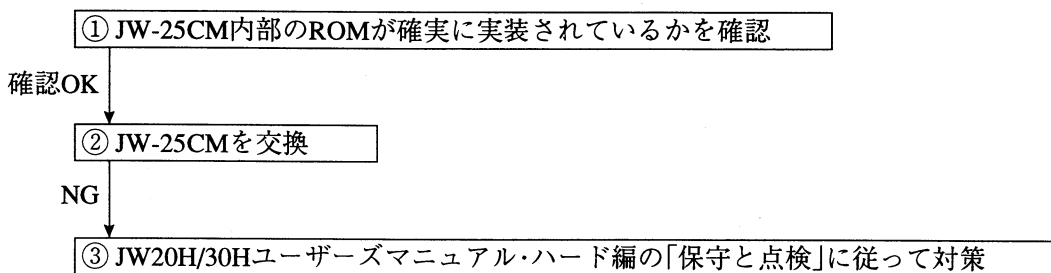 ① JW-25CM内部のROMが確実に実装されているかを確認
確認OK
② JW-25CMを交換
NG
③ JW20H/30Hユーザーズマニュアル・ハード編の｢保守と点検｣に従って対策